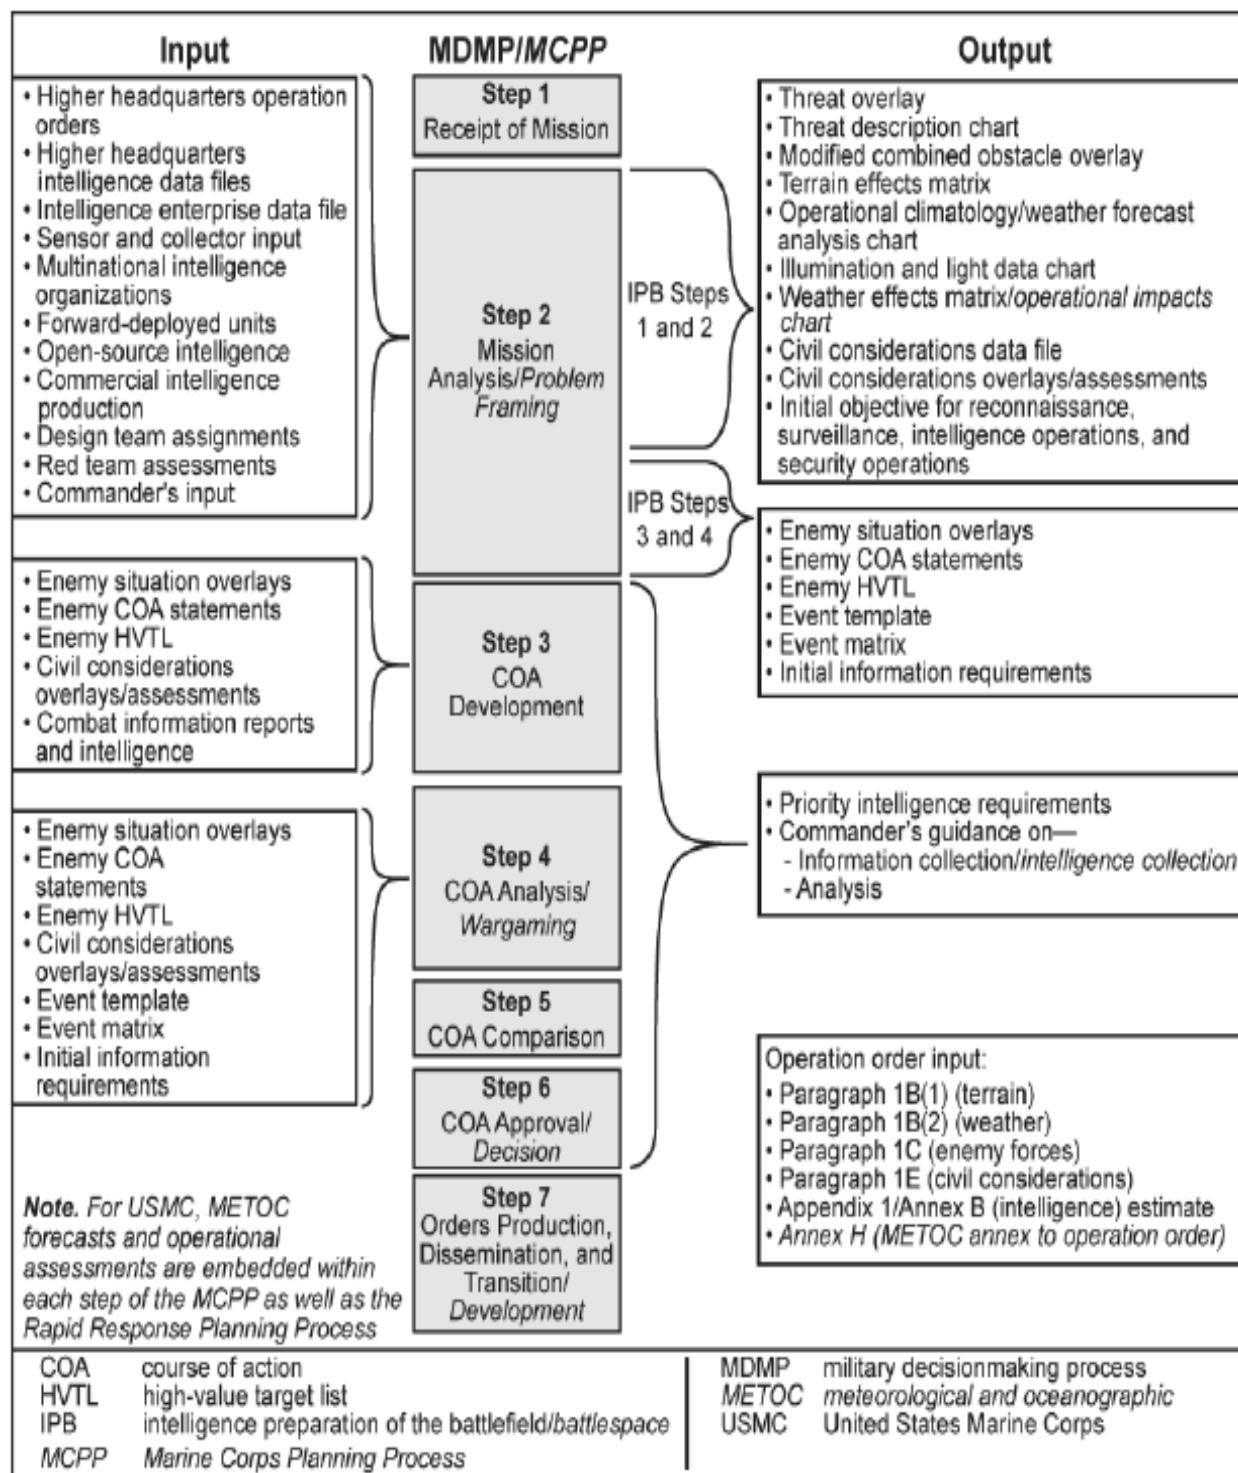 Input
• Higher headquarters operation
orders
• Higher headquarters
intelligence data files
• Intelligence enterprise data file
• Sensor and collector input
• Multinational intelligence
organizations
• Forward-deployed units
• Open-source intelligence
• Commercial intelligence
production
• Design team assignments
• Red team assessments
• Commander's input
• Enemy situation overlays
• Enemy COA statements
• Enemy HVTL
• Civil considerations
overlays/assessments
• Combat information reports
and intelligence
• Enemy situation overlays
• Enemy COA
statements
• Enemy HVTL
• Civil considerations
overlays/assessments
• Event template
• Event matrix
• Initial information
requirements
Note. For USMC, METOC
forecasts and operational
assessments are embedded within
each step of the MCPP as well as the
Rapid Response Planning Process
MDMP/MCPP
Step 1
Receipt of Mission
Step 2
Mission
Analysis/Problem
Framing
Step 3
COA
Development
Step 4
COA Analysis/
Wargaming
Step 5
COA Comparison
Step 6
COA Approval/
Decision
Step 7
Orders Production,
Dissemination, and
Transition/
Development
IPB Steps
1 and 2
IPB Steps
3 and 4
Output
• Threat overlay
• Threat description chart
• Modified combined obstacle overlay
• Terrain effects matrix
• Operational climatology/weather forecast
analysis chart
• Illumination and light data chart
• Weather effects matrix/operational impacts
chart
• Civil considerations data file
• Civil considerations overlays/assessments
• Initial objective for reconnaissance,
surveillance, intelligence operations, and
security operations
• Enemy situation overlays
• Enemy COA statements
• Enemy HVTL
• Event template
• Event matrix
• Initial information requirements
• Priority intelligence requirements
• Commander's guidance on—
- Information collection/intelligence collection
- Analysis
Operation order input:
• Paragraph 1B(1) (terrain)
• Paragraph 1B(2) (weather)
• Paragraph 1C (enemy forces)
• Paragraph 1E (civil considerations)
• Appendix 1/Annex B (intelligence) estimate
• Annex H (METOC annex to operation order)
COA course of action
HVTL high-value target list
IPB intelligence preparation of the battlefield/battlespace
MCPP Marine Corps Planning Process
MDMP military decisionmaking process
METOC meteorological and oceanographic
USMC United States Marine Corps